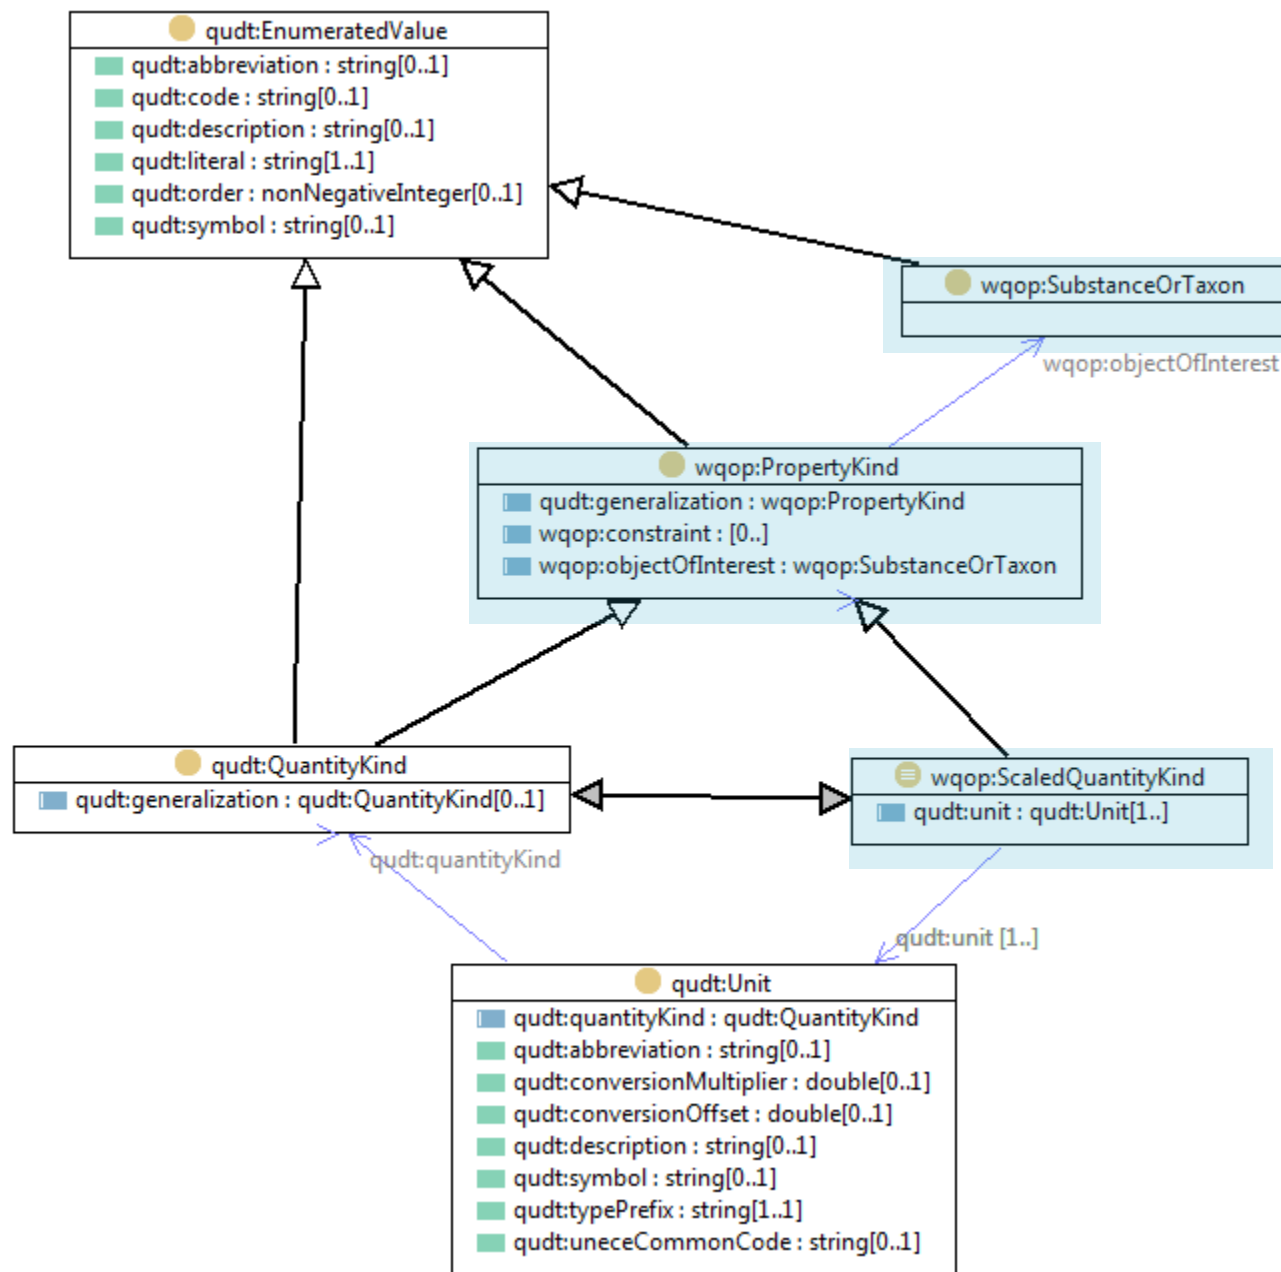 qudt:EnumeratedValue
qudt:abbreviation : string[0..1]
qudt:code : string[0..1]
qudt:description : string[0..1]
qudt:literal : string[1..1]
qudt:order : nonNegativeInteger[0..1]
qudt:symbol : string[0..1]
wqop:SubstanceOrTaxon
wqop:objectOfInterest
wqop:PropertyKind
qudt:generalization : wqop:PropertyKind
wqop:constraint : [0..]
wqop:objectOfInterest : wqop:SubstanceOrTaxon
qudt:QuantityKind
qudt:generalization : qudt:QuantityKind[0..1]
wqop:ScaledQuantityKind
qudt:unit : qudt:Unit[1..]
qudt:quantityKind
qudt:unit [1..]
qudt:Unit
qudt:quantityKind : qudt:QuantityKind
qudt:abbreviation : string[0..1]
qudt:conversionMultiplier : double[0..1]
qudt:conversionOffset : double[0..1]
qudt:description : string[0..1]
qudt:symbol : string[0..1]
qudt:typePrefix : string[1..1]
qudt:uneceCommonCode : string[0..1]